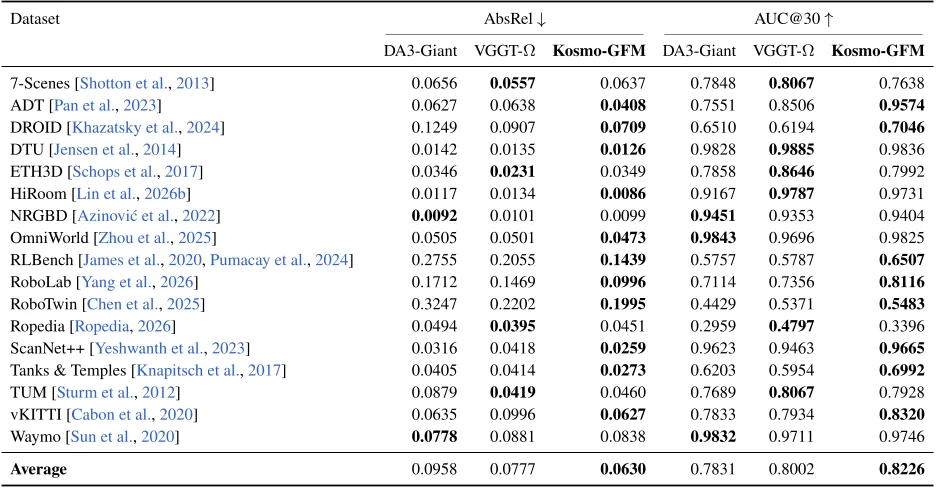 Dataset AbsRel ↓ AUC@30 ↑
DA3-Giant VGGT-Ω Kosmo-GFM DA3-Giant VGGT-Ω Kosmo-GFM
7-Scenes [Shotton et al., 2013] 0.0656 0.0557 0.0637 0.7848 0.8067 0.7638
ADT [Pan et al., 2023] 0.0627 0.0638 0.0408 0.7551 0.8506 0.9574
DROID [Khazatsky et al., 2024] 0.1249 0.0907 0.0709 0.6510 0.6194 0.7046
DTU [Jensen et al., 2014] 0.0142 0.0135 0.0126 0.9828 0.9885 0.9836
ETH3D [Schops et al., 2017] 0.0346 0.0231 0.0349 0.7858 0.8646 0.7992
HiRoom [Lin et al., 2026b] 0.0117 0.0134 0.0086 0.9167 0.9787 0.9731
NRGBD [Azinović et al., 2022] 0.0092 0.0101 0.0099 0.9451 0.9353 0.9404
OmniWorld [Zhou et al., 2025] 0.0505 0.0501 0.0473 0.9843 0.9696 0.9825
RLBench [James et al., 2020, Pumacay et al., 2024] 0.2755 0.2055 0.1439 0.5757 0.5787 0.6507
RoboLab [Yang et al., 2026] 0.1712 0.1469 0.0996 0.7114 0.7356 0.8116
RoboTwin [Chen et al., 2025] 0.3247 0.2202 0.1995 0.4429 0.5371 0.5483
Ropedia [Ropedia, 2026] 0.0494 0.0395 0.0451 0.2959 0.4797 0.3396
ScanNet++ [Yeshwanth et al., 2023] 0.0316 0.0418 0.0259 0.9623 0.9463 0.9665
Tanks & Temples [Knapitsch et al., 2017] 0.0405 0.0414 0.0273 0.6203 0.5954 0.6992
TUM [Sturm et al., 2012] 0.0879 0.0419 0.0460 0.7689 0.8067 0.7928
vKITTI [Cabon et al., 2020] 0.0635 0.0996 0.0627 0.7833 0.7934 0.8320
Waymo [Sun et al., 2020] 0.0778 0.0881 0.0838 0.9832 0.9711 0.9746
Average 0.0958 0.0777 0.0630 0.7831 0.8002 0.8226